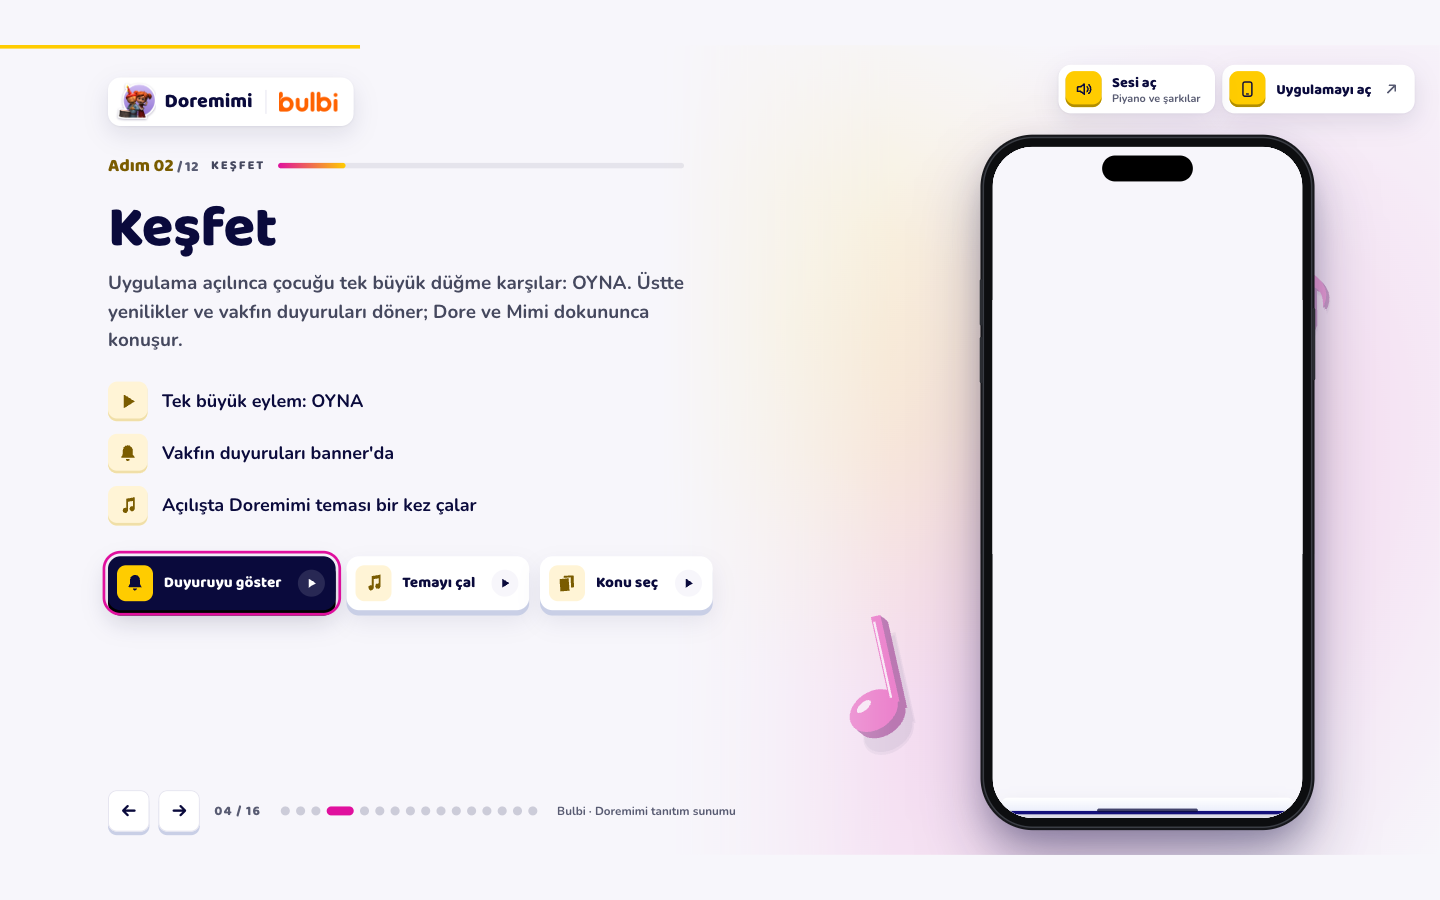 Doremimi bulbi
Sesi aç
Piyano ve şarkılar
Uygulamayı aç
Adım 02 / 12 KEŞFET
Keşfet
Uygulama açılınca çocuğu tek büyük düğme karşılar: OYNA. Üstte
yenilikler ve vakfın duyuruları döner; Dore ve Mimi dokununca
konuşur.
Tek büyük eylem: OYNA
Vakfın duyuruları banner'da
Açılışta Doremimi teması bir kez çalar
Duyuruyu göster
Temayı çal
Konu seç
04 / 16
Bulbi · Doremimi tanıtım sunumu